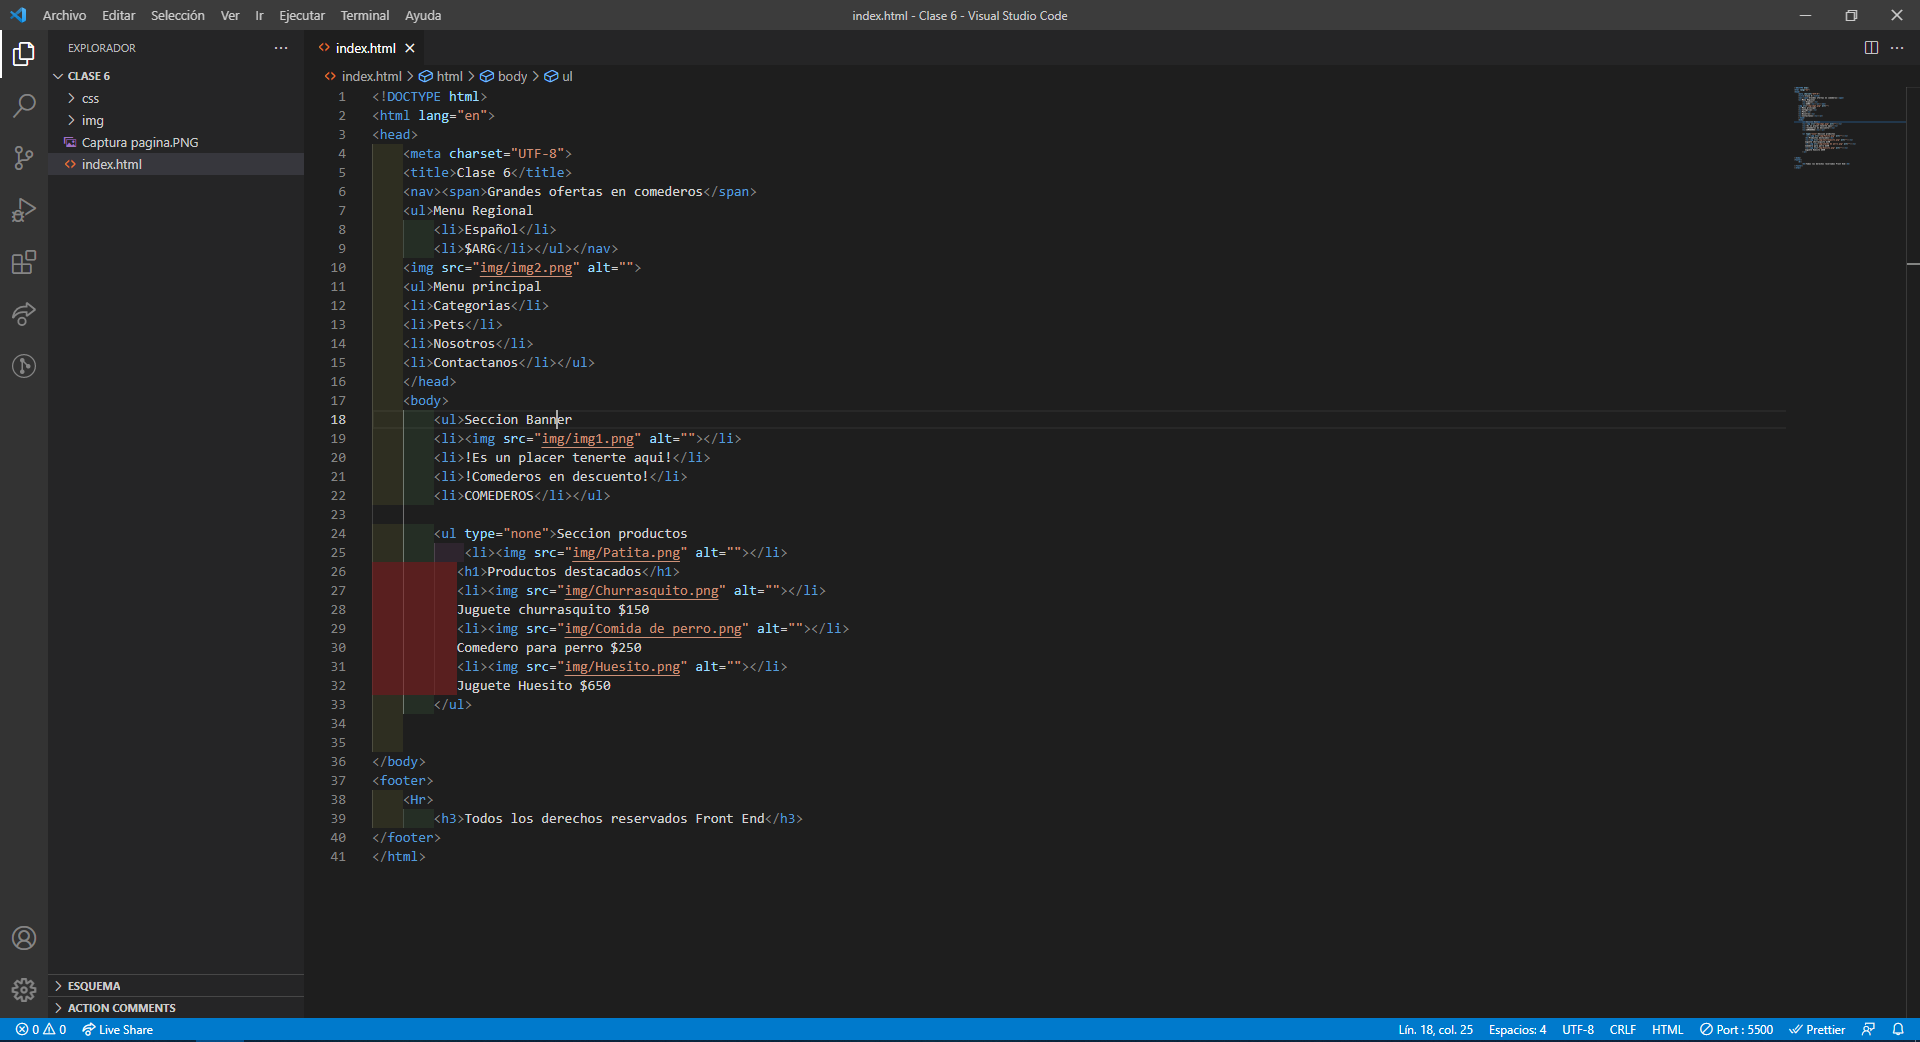 Archivo Editar Selección Ver Ir Ejecutar Terminal Ayuda
index.html - Clase 6 - Visual Studio Code
EXPLORADOR
CLASE 6
css
img
Captura pagina.PNG
index.html
ESQUEMA
ACTION COMMENTS
index.html
index.html > html > body > ul
1 <!DOCTYPE html>
2 <html lang="en">
3 <head>
4 <meta charset="UTF-8">
5 <title>Clase 6</title>
6 <nav><span>Grandes ofertas en comederos</span>
7 <ul>Menu Regional
8 <li>Español</li>
9 <li>$ARG</li></ul></nav>
10 <img src="img/img2.png" alt="">
11 <ul>Menu principal
12 <li>Categorias</li>
13 <li>Pets</li>
14 <li>Nosotros</li>
15 <li>Contactanos</li></ul>
16 </head>
17 <body>
18 <ul>Seccion Banner
19 <li><img src="img/img1.png" alt=""></li>
20 <li>!Es un placer tenerte aqui!</li>
21 <li>!Comederos en descuento!</li>
22 <li>COMEDEROS</li></ul>
23
24 <ul type="none">Seccion productos
25 <li><img src="img/Patita.png" alt=""></li>
26 <h1>Productos destacados</h1>
27 <li><img src="img/Churrasquito.png" alt=""></li>
28 Juguete churrasquito $150
29 <li><img src="img/Comida de perro.png" alt=""></li>
30 Comedero para perro $250
31 <li><img src="img/Huesito.png" alt=""></li>
32 Juguete Huesito $650
33 </ul>
34
35
36 </body>
37 <footer>
38 <Hr>
39 <h3>Todos los derechos reservados Front End</h3>
40 </footer>
41 </html>
0 0 Live Share
Lín. 18, col. 25 Espacios: 4 UTF-8 CRLF HTML Port : 5500 Prettier